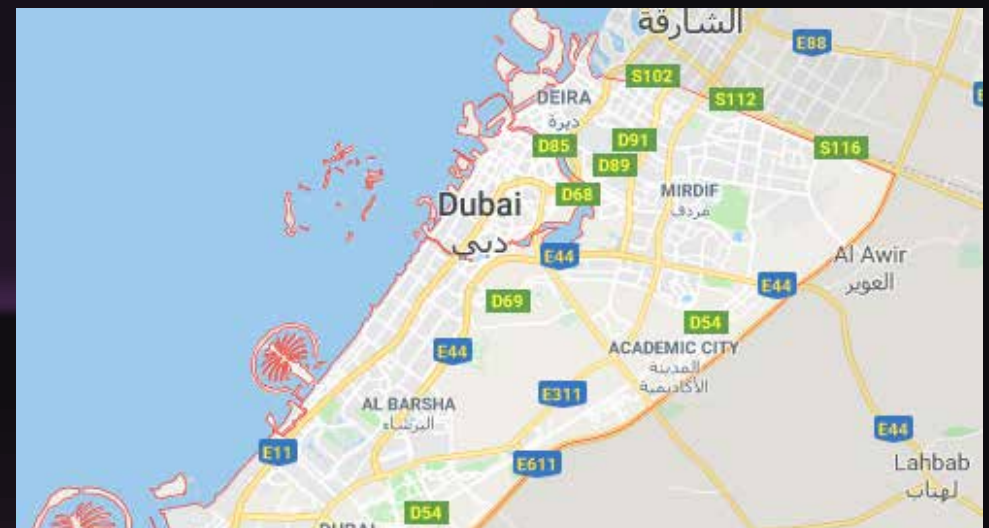 الشارقة
E88
S102
S112
DEIRA
ديرة
D91
D85
S116
D89
MIRDIF
مردف
D68
Dubai
دبي
E44
Al Awir
العوير
E44
D69
D54
ACADEMIC CITY
المدينة
الأكاديمية
E44
E311
AL BARSHA
البرشاء
E11
E44
E611
Lahbab
لهباب
D54